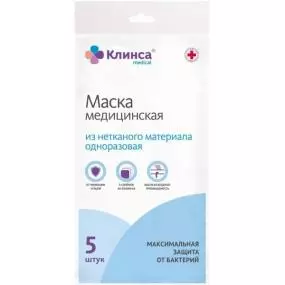 Клинса®
medical
Маска
медицинская
из нетканого материала
одноразовая
5
штук
МАКСИМАЛЬНАЯ
ЗАЩИТА
ОТ БАКТЕРИЙ